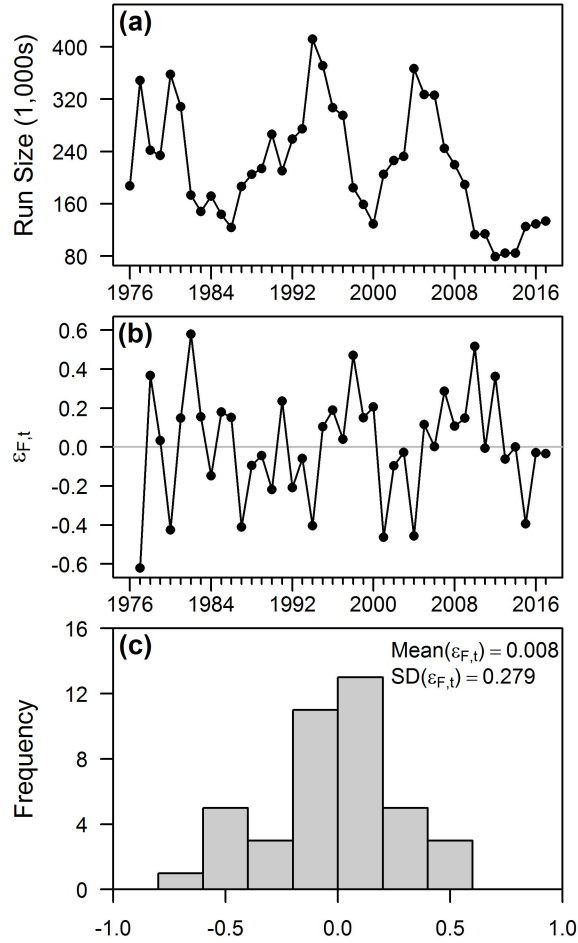 (a)
Run Size (1,000s)
400
320
240
160
80
1976 1984 1992 2000 2008 2016
(b)
εF,t
0.6
0.4
0.2
0.0
-0.2
-0.4
-0.6
1976 1984 1992 2000 2008 2016
(c)
Mean(εF,t) = 0.008
SD(εF,t) = 0.279
Frequency
16
12
8
4
0
-1.0 -0.5 0.0 0.5 1.0